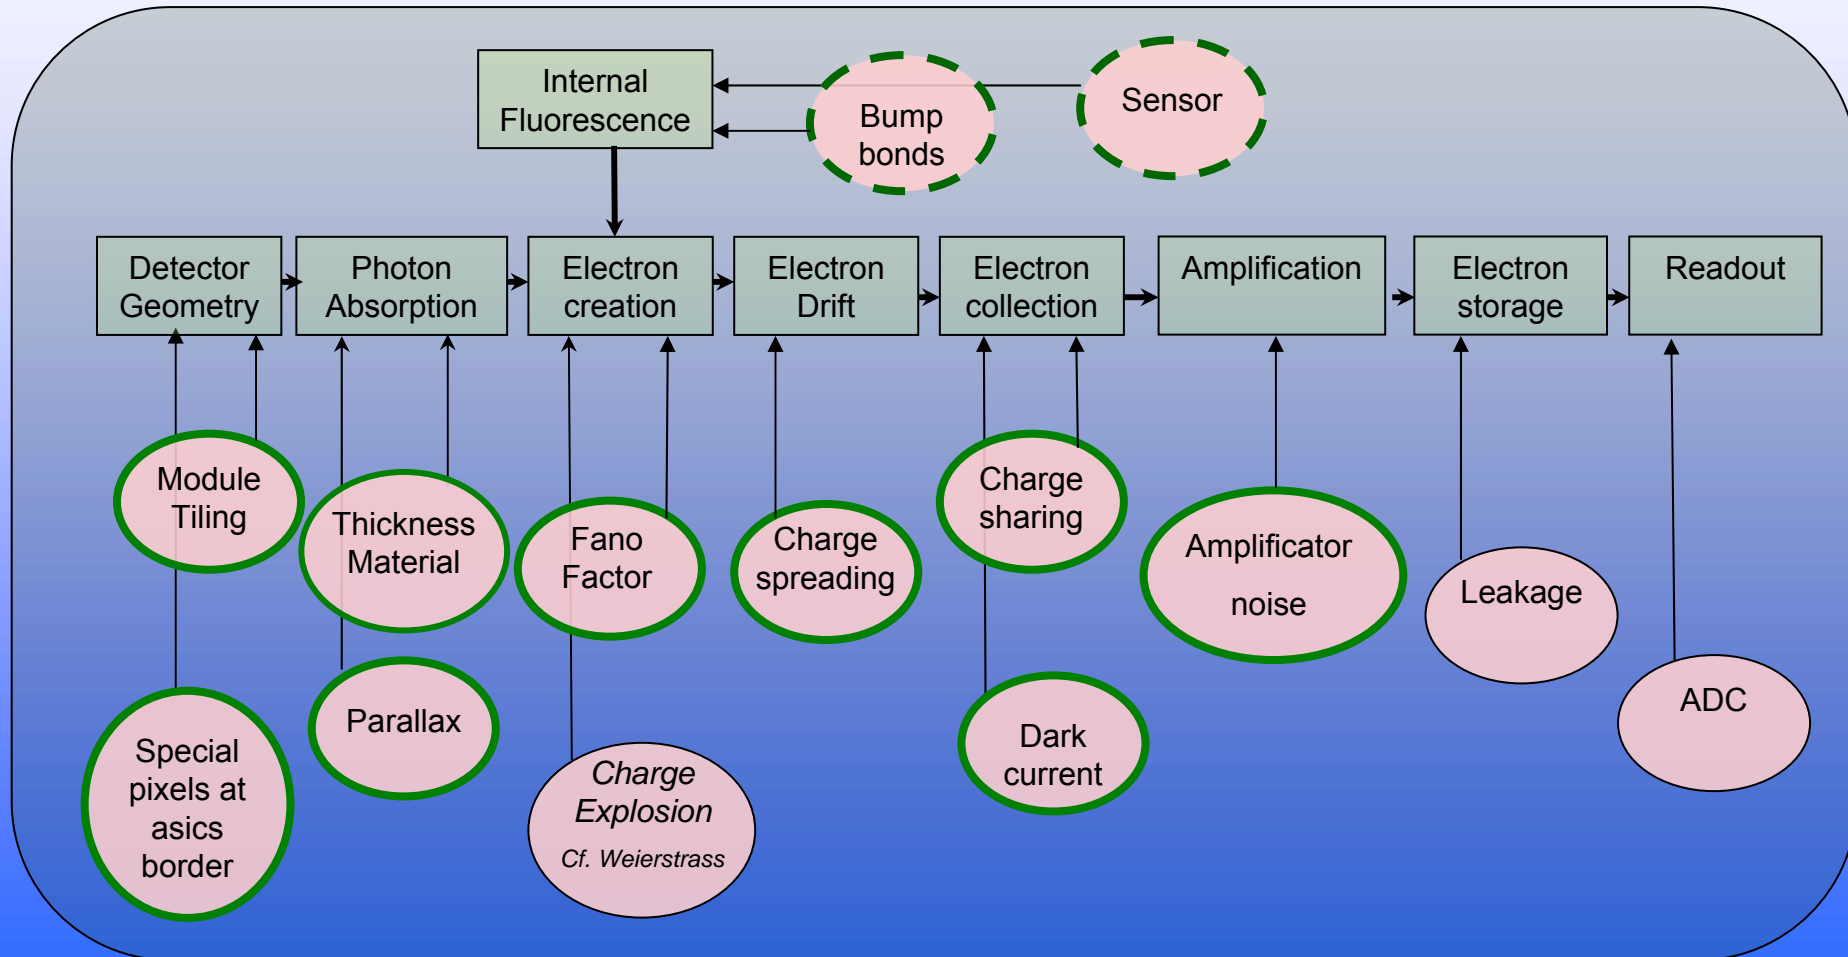 Internal
Fluorescence
Bump
bonds
Sensor
Detector
Geometry
Photon
Absorption
Electron
creation
Electron
Drift
Electron
collection
Amplification
Electron
storage
Readout
Module
Tiling
Thickness
Material
Fano
Factor
Charge
spreading
Charge
sharing
Amplificator
noise
Leakage
ADC
Special
pixels at
asics
border
Parallax
Charge
Explosion
Cf. Weierstrass
Dark
current